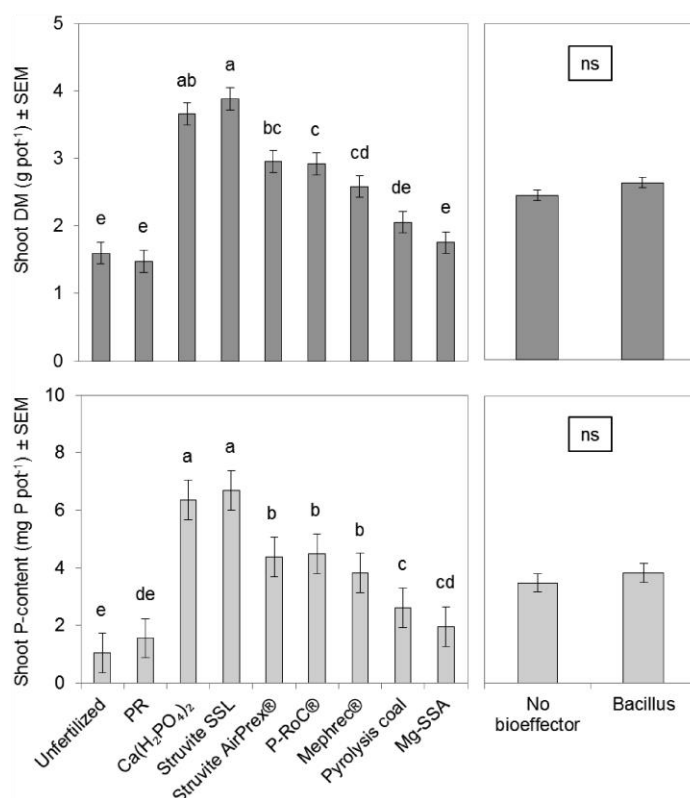 Shoot DM (g pot-1) ± SEM
5
4
3
2
1
0
e
e
ab
a
bc
c
cd
de
e
ns
Shoot P-content (mg P pot-1) ± SEM
10
8
6
4
2
0
e
de
a
a
b
b
b
c
cd
ns
Unfertilized
PR
Ca(H2PO4)2
Struvite SSL
Struvite AirPrex®
P-RoC®
Mephrec®
Pyrolysis coal
Mg-SSA
No
bioeffector
Bacillus